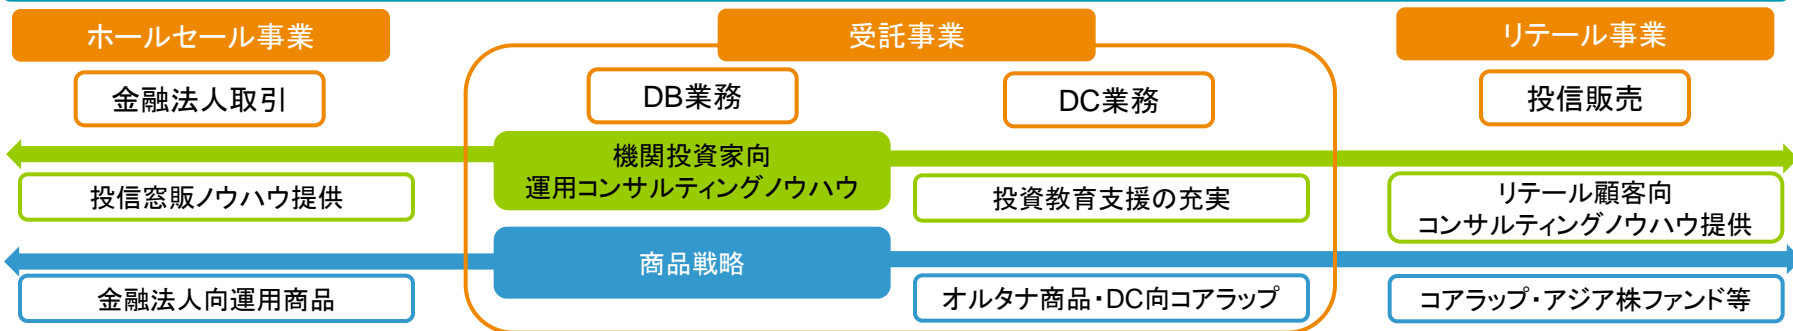 ホールセール事業
受託事業
リテール事業
金融法人取引
DB業務
DC業務
投信販売
機関投資家向
運用コンサルティングノウハウ
投信窓販ノウハウ提供
投資教育支援の充実
リテール顧客向
コンサルティングノウハウ提供
商品戦略
金融法人向運用商品
オルタナ商品・DC向コアラップ
コアラップ・アジア株ファンド等